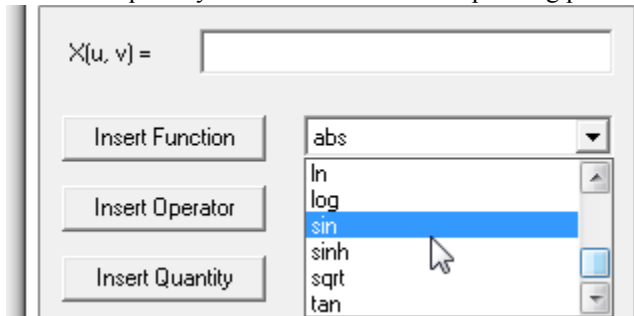 X(u, v) =
Insert Function
abs
ln
log
Insert Operator
sin
sinh
Insert Quantity
sqrt
tan